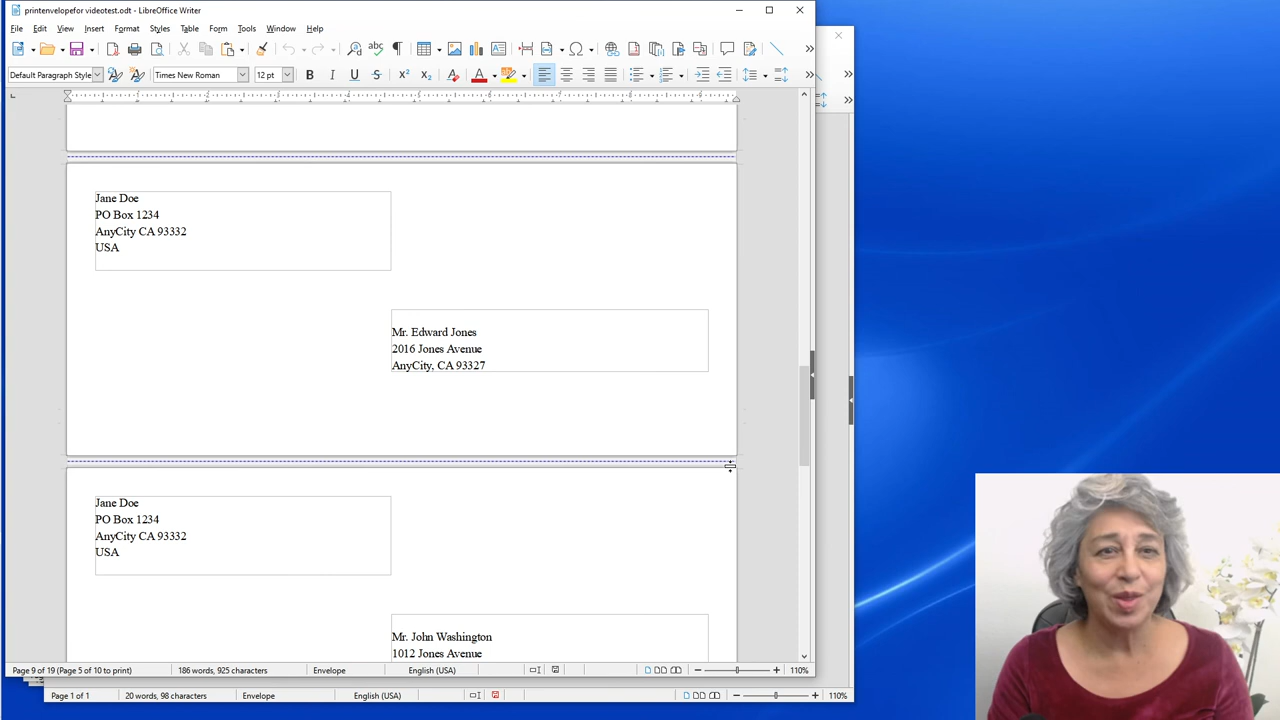 printenvelopefor videotest.odt - LibreOffice Writer
File Edit View Insert Format Styles Table Form Tools Window Help
Default Paragraph Style Times New Roman 12 pt
Jane Doe
PO Box 1234
AnyCity CA 93332
USA
Mr. Edward Jones
2016 Jones Avenue
AnyCity, CA 93327
Jane Doe
PO Box 1234
AnyCity CA 93332
USA
Mr. John Washington
1012 Jones Avenue
Page 9 of 19 (Page 5 of 10 to print) 186 words, 925 characters Envelope English (USA) 110%
Page 1 of 1 20 words, 98 characters Envelope English (USA) 110%